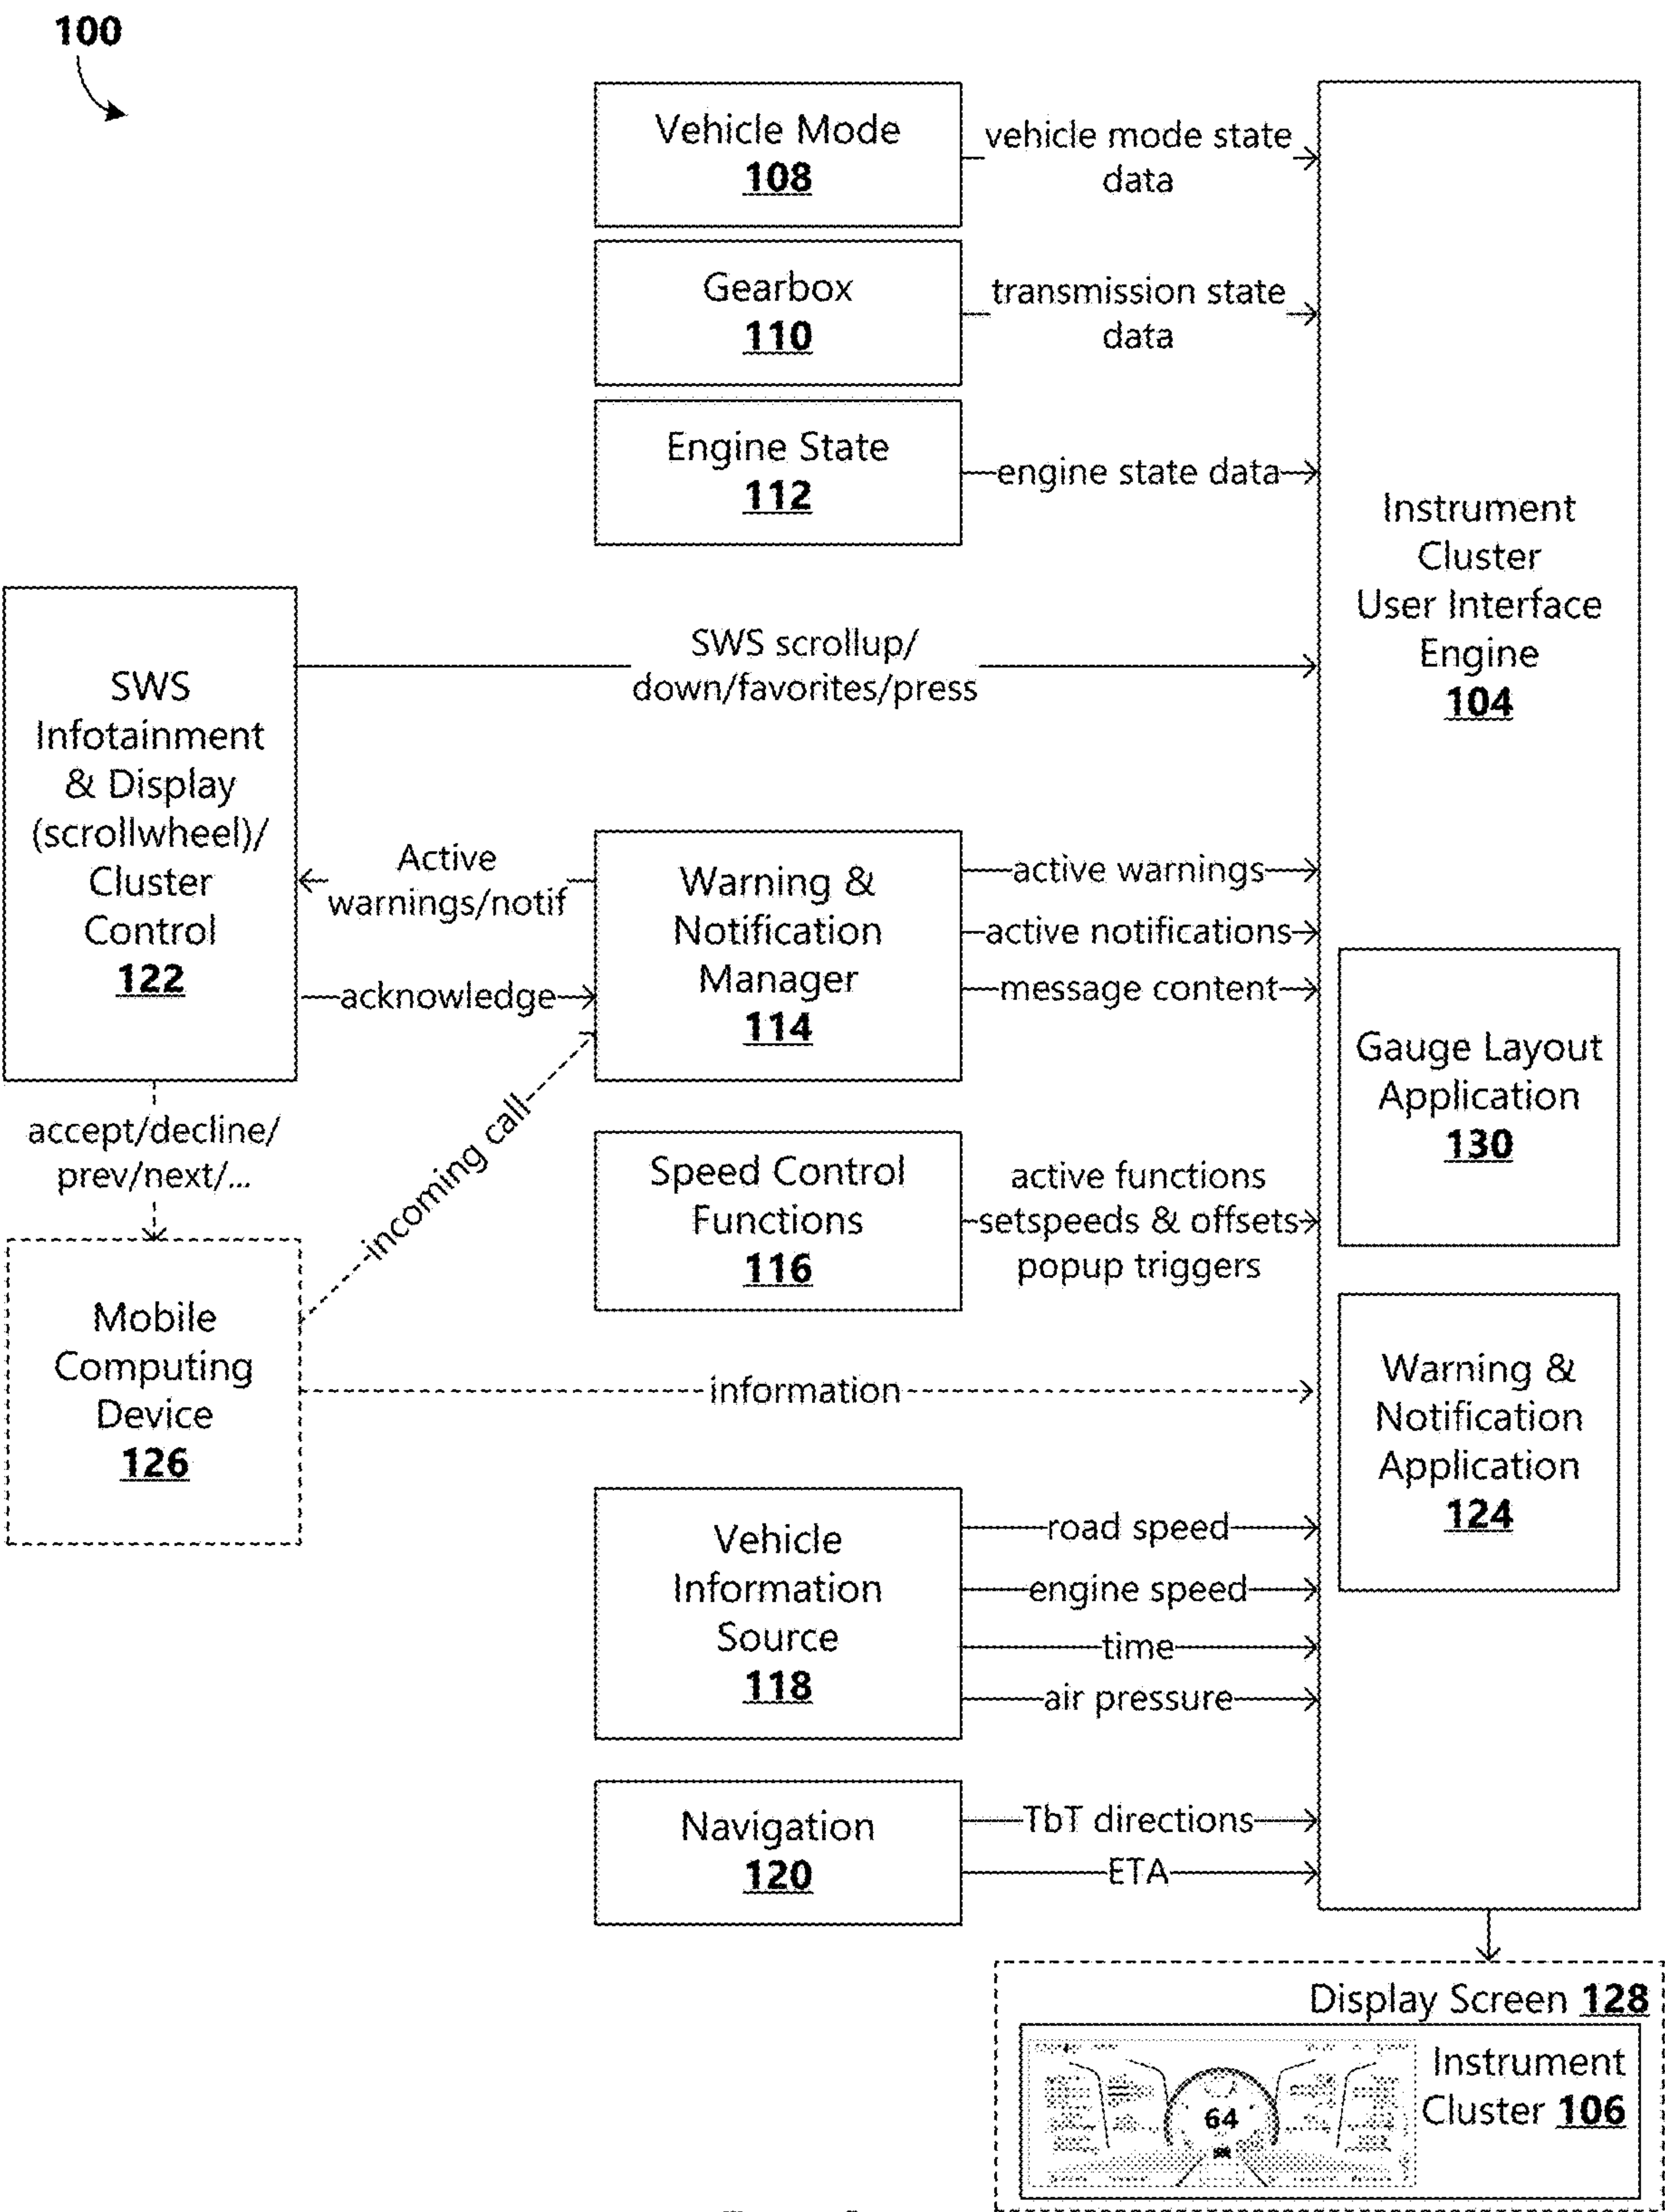 100
Vehicle Mode
108
vehicle mode state
data
Gearbox
110
transmission state
data
Engine State
112
engine state data
Instrument
Cluster
User Interface
Engine
104
SWS
Infotainment
& Display
(scrollwheel)/
Cluster
Control
122
SWS scrollup/
down/favorites/press
Active
warnings/notif
acknowledge
Warning &
Notification
Manager
114
active warnings
active notifications
message content
Gauge Layout
Application
130
accept/decline/
prev/next/...
incoming call
Speed Control
Functions
116
active functions
setspeeds & offsets
popup triggers
Mobile
Computing
Device
126
information
Warning &
Notification
Application
124
Vehicle
Information
Source
118
road speed
engine speed
time
air pressure
Navigation
120
TbT directions
ETA
Display Screen 128
Instrument
Cluster 106
64